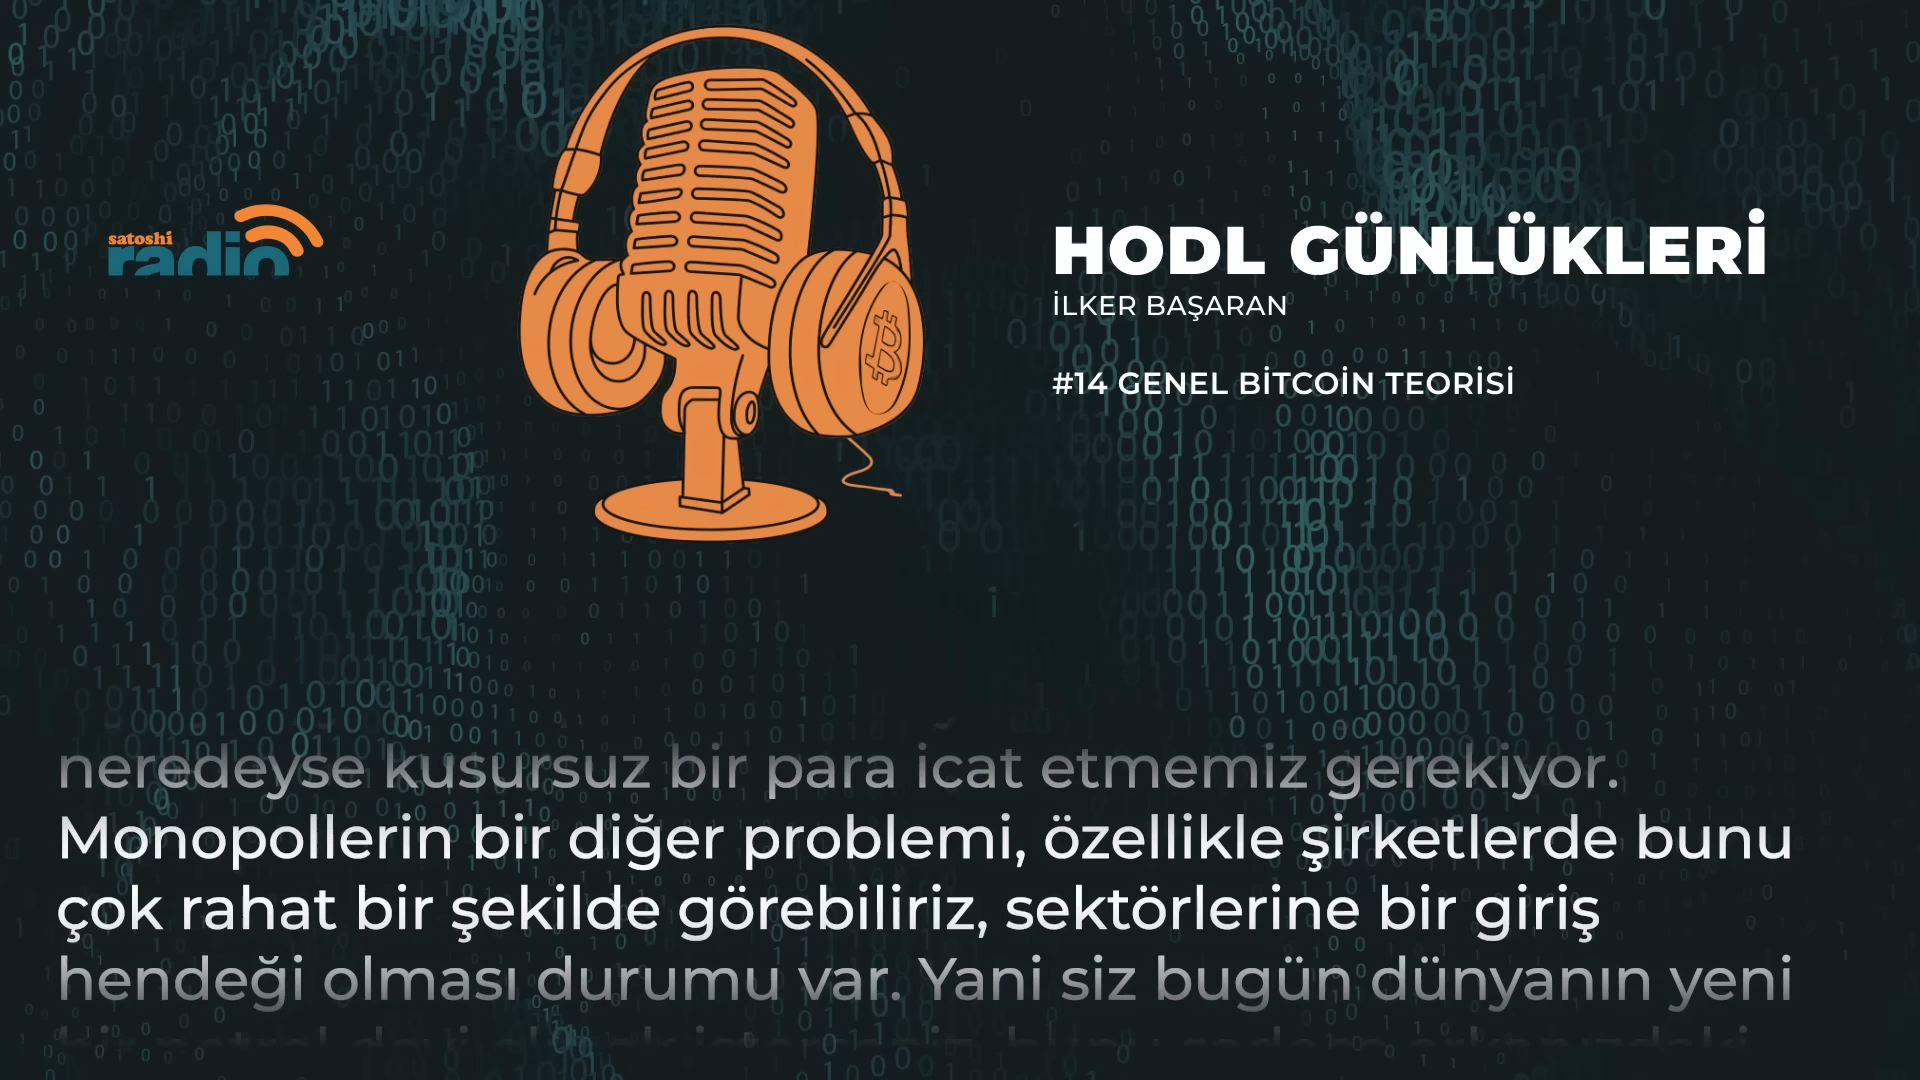 satoshi
radio
HODL GÜNLÜKLERİ
İLKER BAŞARAN
#14 GENEL BİTCOİN TEORİSİ
neredeyse kusursuz bir para icat etmemiz gerekiyor.
Monopollerin bir diğer problemi, özellikle şirketlerde bunu
çok rahat bir şekilde görebiliriz, sektörlerine bir giriş
hendeği olması durumu var. Yani siz bugün dünyanın yeni